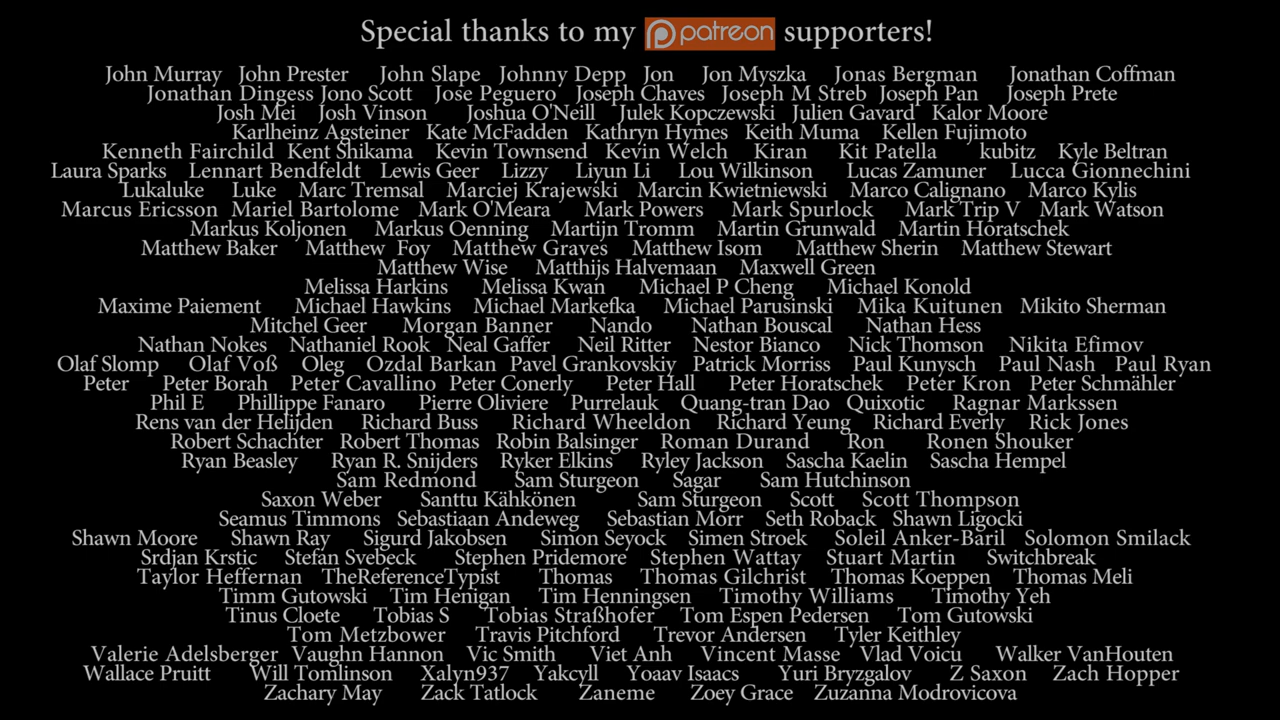 Special thanks to my patreon supporters!
John Murray John Prester John Slape Johnny Depp Jon Jon Myszka Jonas Bergman Jonathan Coffman
Jonathan Dingess Jono Scott Jose Peguero Joseph Chaves Joseph M Streb Joseph Pan Joseph Prete
Josh Mei Josh Vinson Joshua O'Neill Julek Kopczewski Julien Gavard Kalor Moore
Karlheinz Agsteiner Kate McFadden Kathryn Hymes Keith Muma Kellen Fujimoto
Kenneth Fairchild Kent Shikama Kevin Townsend Kevin Welch Kiran Kit Patella kubitz Kyle Beltran
Laura Sparks Lennart Bendfeldt Lewis Geer Lizzy Liyun Li Lou Wilkinson Lucas Zamuner Lucca Gionnechini
Lukaluke Luke Marc Tremsal Marciej Krajewski Marcin Kwietniewski Marco Calignano Marco Kylis
Marcus Ericsson Mariel Bartolome Mark O'Meara Mark Powers Mark Spurlock Mark Trip V Mark Watson
Markus Koljonen Markus Oenning Martijn Tromm Martin Grunwald Martin Horatschek
Matthew Baker Matthew Foy Matthew Graves Matthew Isom Matthew Sherin Matthew Stewart
Matthew Wise Matthijs Halvemaan Maxwell Green
Melissa Harkins Melissa Kwan Michael P Cheng Michael Konold
Maxime Paiement Michael Hawkins Michael Markefka Michael Parusinski Mika Kuitunen Mikito Sherman
Mitchel Geer Morgan Banner Nando Nathan Bouscal Nathan Hess
Nathan Nokes Nathaniel Rook Neal Gaffer Neil Ritter Nestor Bianco Nick Thomson Nikita Efimov
Olaf Slomp Olaf Voß Oleg Ozdal Barkan Pavel Grankovskiy Patrick Morriss Paul Kunysch Paul Nash Paul Ryan
Peter Peter Borah Peter Cavallino Peter Conerly Peter Hall Peter Horatschek Peter Kron Peter Schmähler
Phil E Phillippe Fanaro Pierre Oliviere Purrelauk Quang-tran Dao Quixotic Ragnar Markssen
Rens van der Helijden Richard Buss Richard Wheeldon Richard Yeung Richard Everly Rick Jones
Robert Schachter Robert Thomas Robin Balsinger Roman Durand Ron Ronen Shouker
Ryan Beasley Ryan R. Snijders Ryker Elkins Ryley Jackson Sascha Kaelin Sascha Hempel
Sam Redmond Sam Sturgeon Sagar Sam Hutchinson
Saxon Weber Santtu Kähkönen Sam Sturgeon Scott Scott Thompson
Seamus Timmons Sebastiaan Andeweg Sebastian Morr Seth Roback Shawn Ligocki
Shawn Moore Shawn Ray Sigurd Jakobsen Simon Seyock Simen Stroek Soleil Anker-Baril Solomon Smilack
Srdjan Krstic Stefan Svebeck Stephen Pridemore Stephen Wattay Stuart Martin Switchbreak
Taylor Heffernan TheReferenceTypist Thomas Thomas Gilchrist Thomas Koeppen Thomas Meli
Timm Gutowski Tim Henigan Tim Henningsen Timothy Williams Timothy Yeh
Tinus Cloete Tobias S Tobias Straßhofer Tom Espen Pedersen Tom Gutowski
Tom Metzbower Travis Pitchford Trevor Andersen Tyler Keithley
Valerie Adelsberger Vaughn Hannon Vic Smith Viet Anh Vincent Masse Vlad Voicu Walker VanHouten
Wallace Pruitt Will Tomlinson Xalyn937 Yakcyll Yoaav Isaacs Yuri Bryzgalov Z Saxon Zach Hopper
Zachary May Zack Tatlock Zaneme Zoey Grace Zuzanna Modrovicova